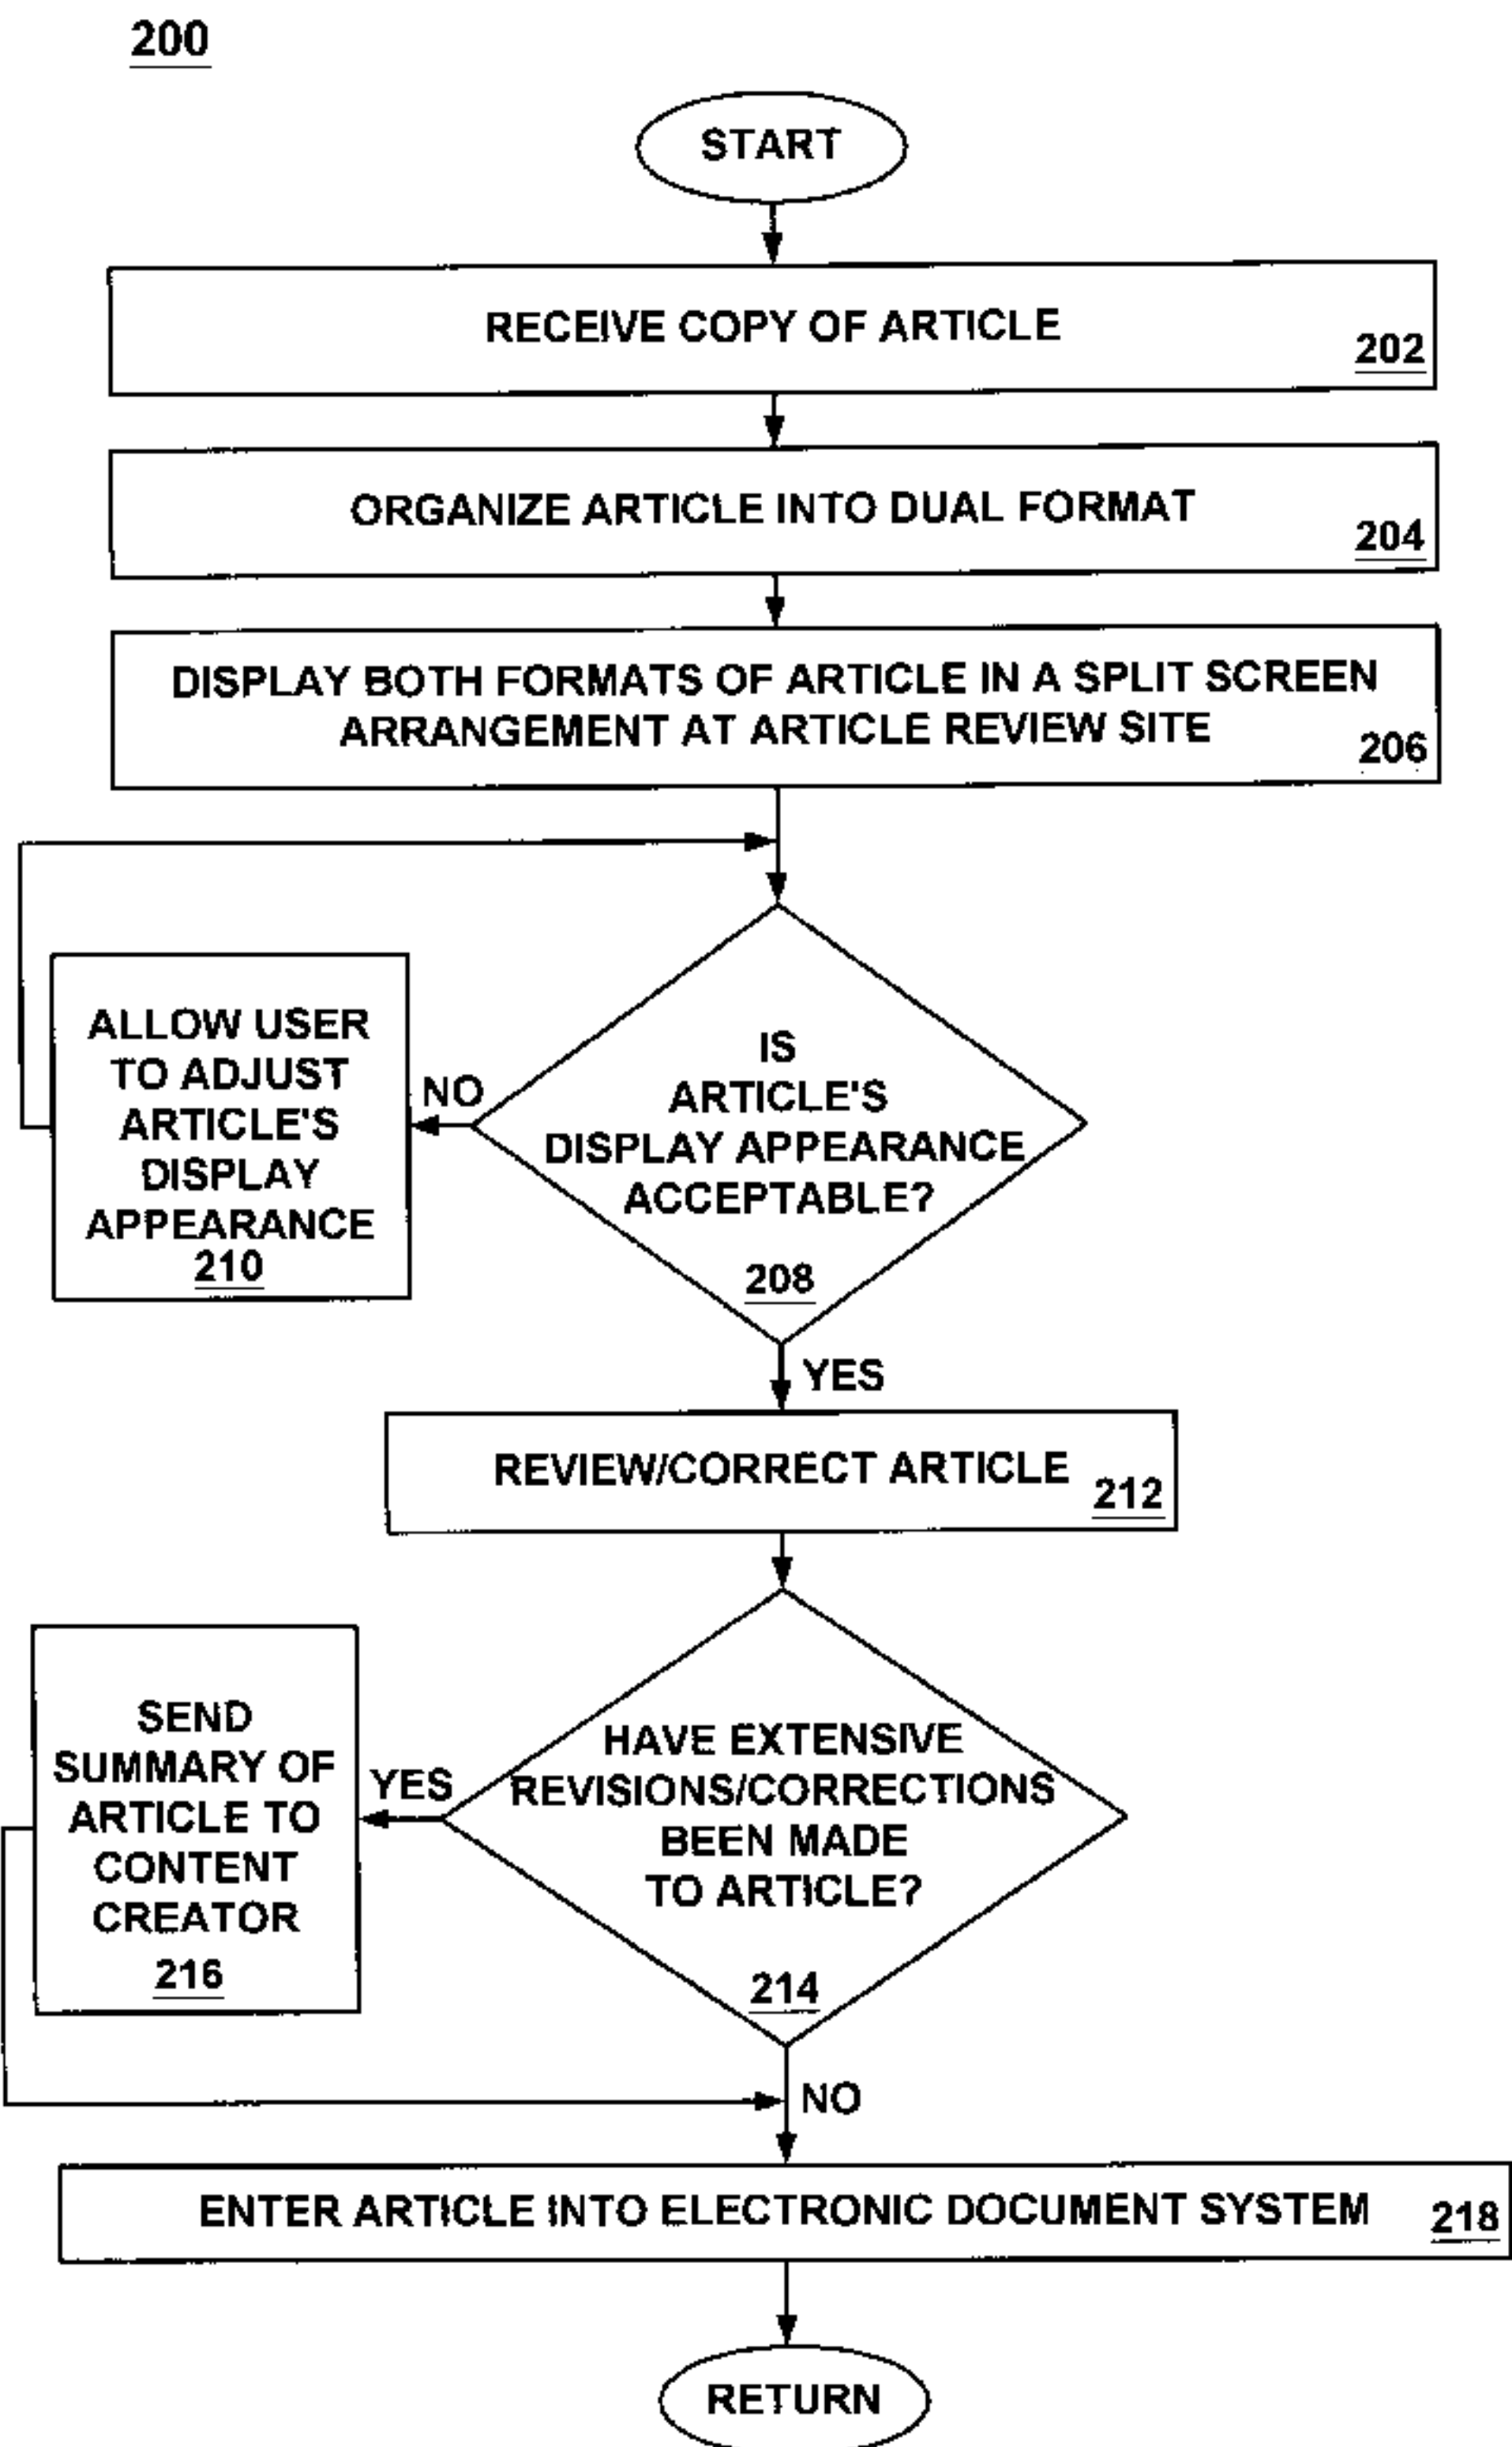 200
START
RECEIVE COPY OF ARTICLE
202
ORGANIZE ARTICLE INTO DUAL FORMAT
204
DISPLAY BOTH FORMATS OF ARTICLE IN A SPLIT SCREEN
ARRANGEMENT AT ARTICLE REVIEW SITE
206
ALLOW USER
TO ADJUST
ARTICLE'S
DISPLAY
APPEARANCE
210
NO
IS
ARTICLE'S
DISPLAY APPEARANCE
ACCEPTABLE?
208
YES
REVIEW/CORRECT ARTICLE
212
SEND
SUMMARY OF
ARTICLE TO
CONTENT
CREATOR
216
YES
HAVE EXTENSIVE
REVISIONS/CORRECTIONS
BEEN MADE
TO ARTICLE?
214
NO
ENTER ARTICLE INTO ELECTRONIC DOCUMENT SYSTEM
218
RETURN